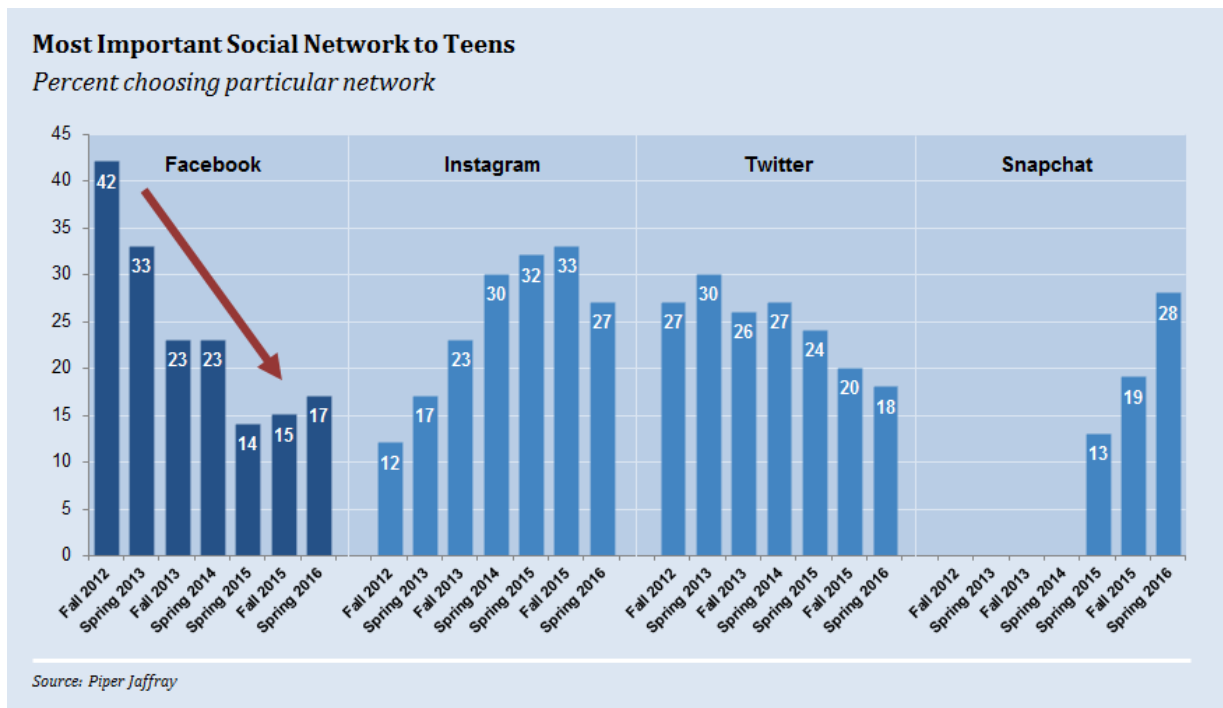 Most Important Social Network to Teens
Percent choosing particular network
45
40
35
30
25
20
15
10
5
0
Facebook
42
33
23
23
14
15
17
Fall 2012
Spring 2013
Fall 2013
Spring 2014
Spring 2015
Fall 2015
Spring 2016
Instagram
12
17
23
30
32
33
27
Fall 2012
Spring 2013
Fall 2013
Spring 2014
Spring 2015
Fall 2015
Spring 2016
Twitter
27
30
26
27
24
20
18
Fall 2012
Spring 2013
Fall 2013
Spring 2014
Spring 2015
Fall 2015
Spring 2016
Snapchat
13
19
28
Fall 2012
Spring 2013
Fall 2013
Spring 2014
Spring 2015
Fall 2015
Spring 2016
Source: Piper Jaffray